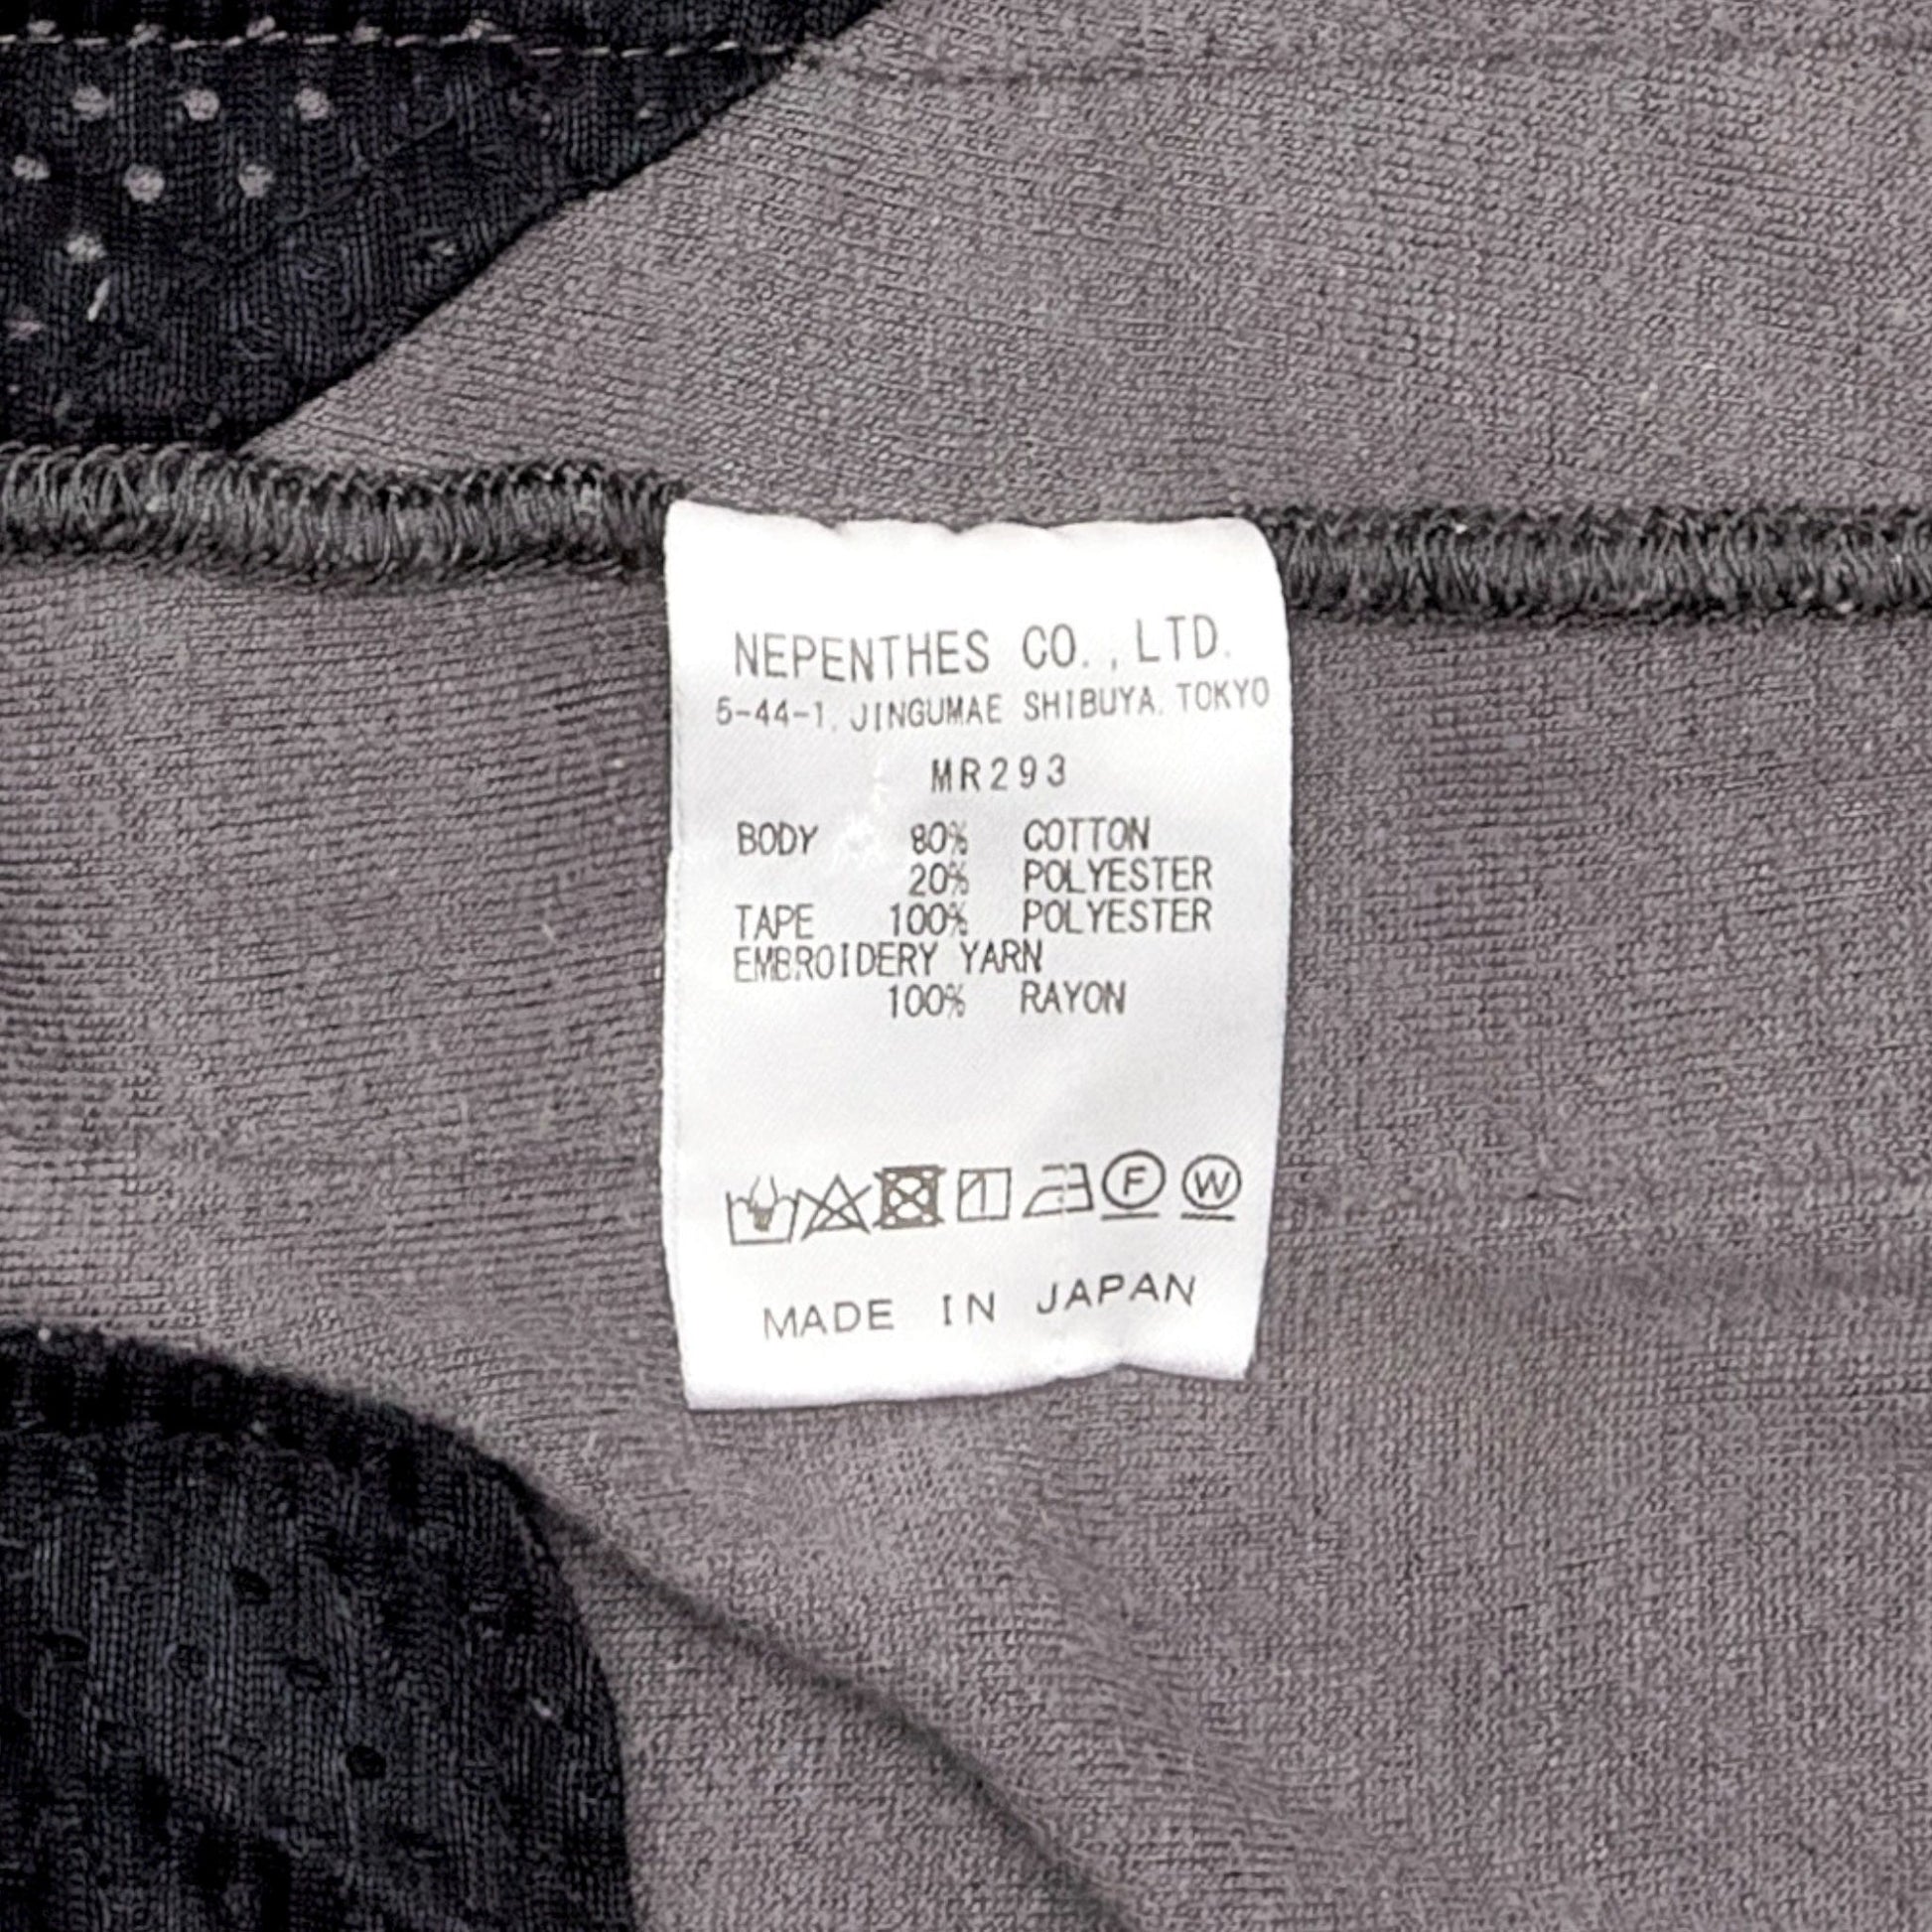 NEPENTHES CO., LTD.
5-44-1, JINGUMAE SHIBUYA, TOKYO
MR293
BODY 80% COTTON
20% POLYESTER
TAPE 100% POLYESTER
EMBROIDERY YARN
100% RAYON
F W
MADE IN JAPAN